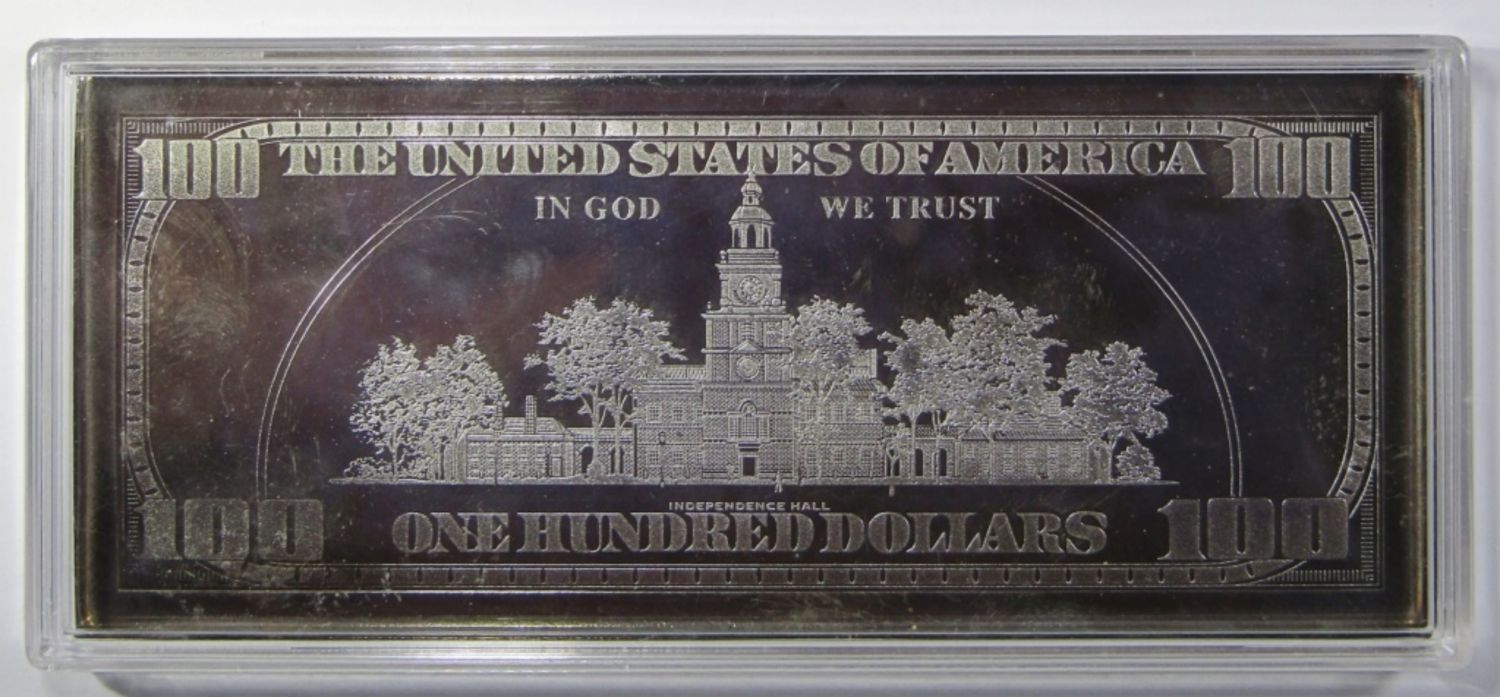 100 THE UNITED STATES OF AMERICA 100
IN GOD WE TRUST
INDEPENDENCE HALL
100 ONE HUNDRED DOLLARS 100